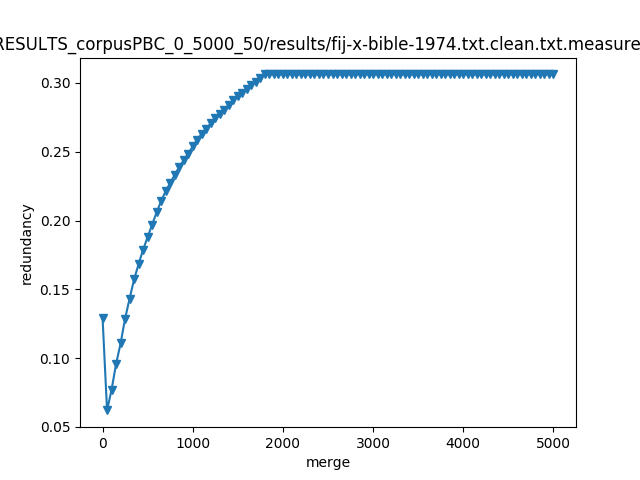 RESULTS_corpusPBC_0_5000_50/results/fij-x-bible-1974.txt.clean.txt.measure
0.30
0.25
0.20
0.15
0.10
0.05
redundancy
0 1000 2000 3000 4000 5000
merge